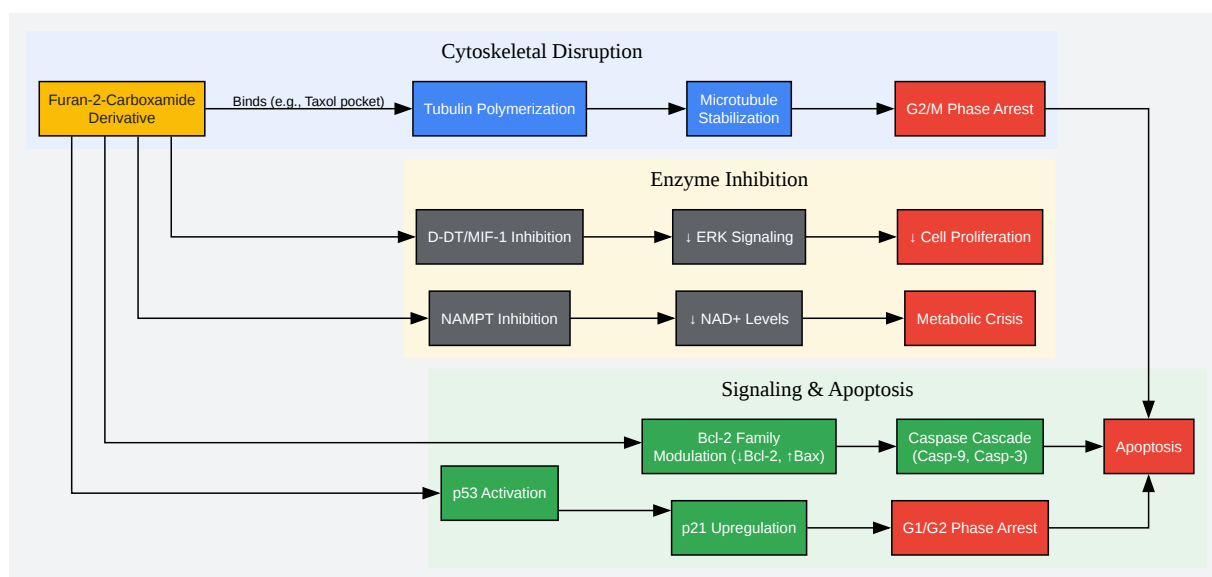 Cytoskeletal Disruption
Furan-2-Carboxamide
Derivative
Binds (e.g., Taxol pocket)
Tubulin Polymerization
Microtubule
Stabilization
G2/M Phase Arrest
Enzyme Inhibition
D-DT/MIF-1 Inhibition
↓ ERK Signaling
↓ Cell Proliferation
NAMPT Inhibition
↓ NAD+ Levels
Metabolic Crisis
Signaling & Apoptosis
Bcl-2 Family
Modulation (↓Bcl-2, ↑Bax)
Caspase Cascade
(Casp-9, Casp-3)
Apoptosis
p53 Activation
p21 Upregulation
G1/G2 Phase Arrest